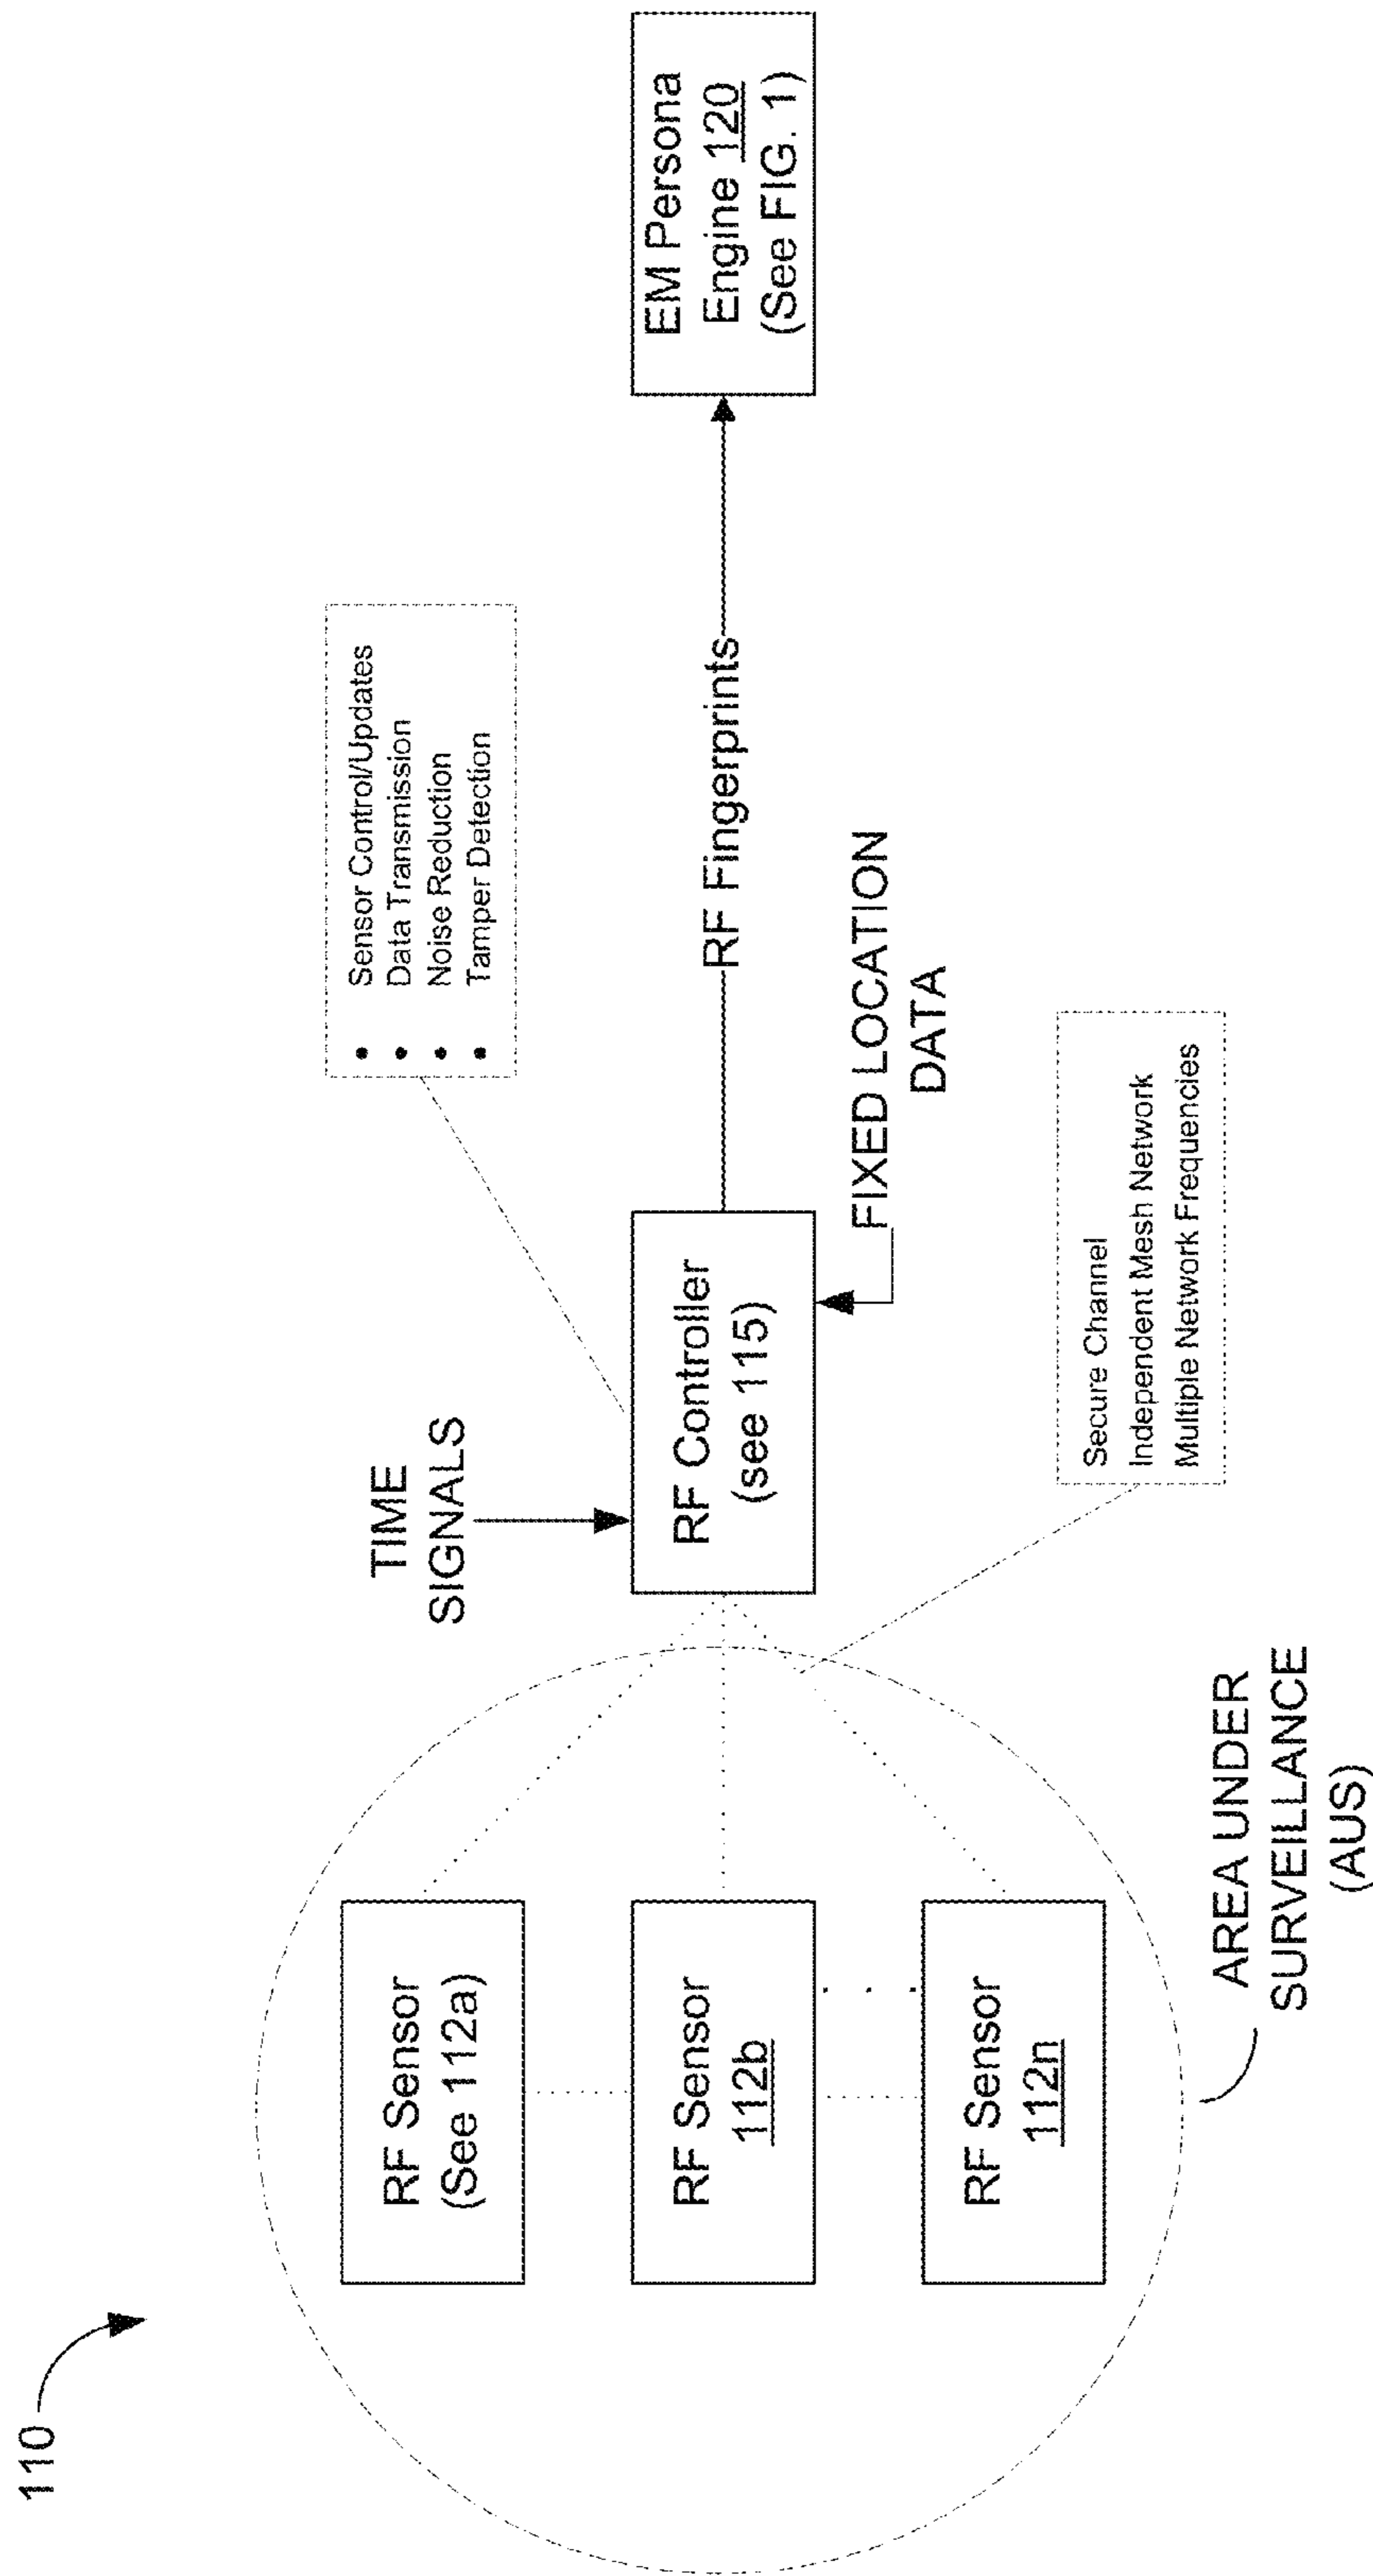 110
RF Sensor
(See 112a)
RF Sensor
112b
RF Sensor
112n
AREA UNDER
SURVEILLANCE
(AUS)
TIME
SIGNALS
RF Controller
(see 115)
FIXED LOCATION
DATA
• Sensor Control/Updates
• Data Transmission
• Noise Reduction
• Tamper Detection
Secure Channel
Independent Mesh Network
Multiple Network Frequencies
RF Fingerprints
EM Persona
Engine 120
(See FIG. 1)